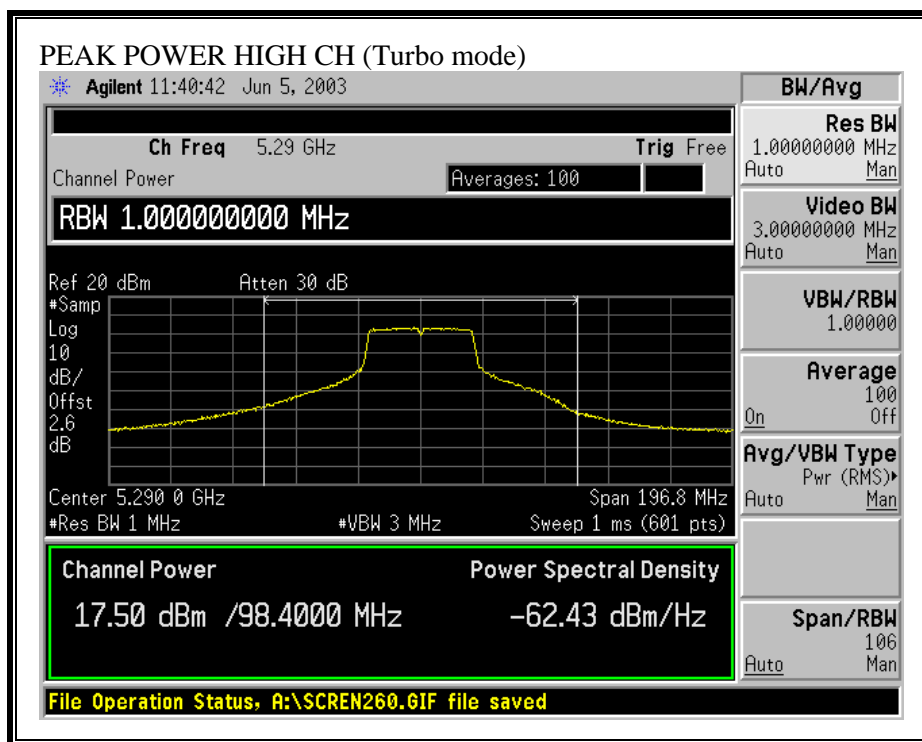 PEAK POWER HIGH CH (Turbo mode)
Agilent 11:40:42 Jun 5, 2003
BW/Avg
Ch Freq 5.29 GHz Trig Free
Channel Power Averages: 100
RBW 1.000000000 MHz
Ref 20 dBm Atten 30 dB
#Samp
Log
10
dB/
Offst
2.6
dB
Center 5.290 0 GHz Span 196.8 MHz
#Res BW 1 MHz #VBW 3 MHz Sweep 1 ms (601 pts)
Channel Power Power Spectral Density
17.50 dBm /98.4000 MHz -62.43 dBm/Hz
File Operation Status, A:\SCREN260.GIF file saved
Res BW
1.00000000 MHz
Auto Man
Video BW
3.00000000 MHz
Auto Man
VBW/RBW
1.00000
Average
100
On Off
Avg/VBW Type
Pwr (RMS)▸
Auto Man
Span/RBW
106
Auto Man